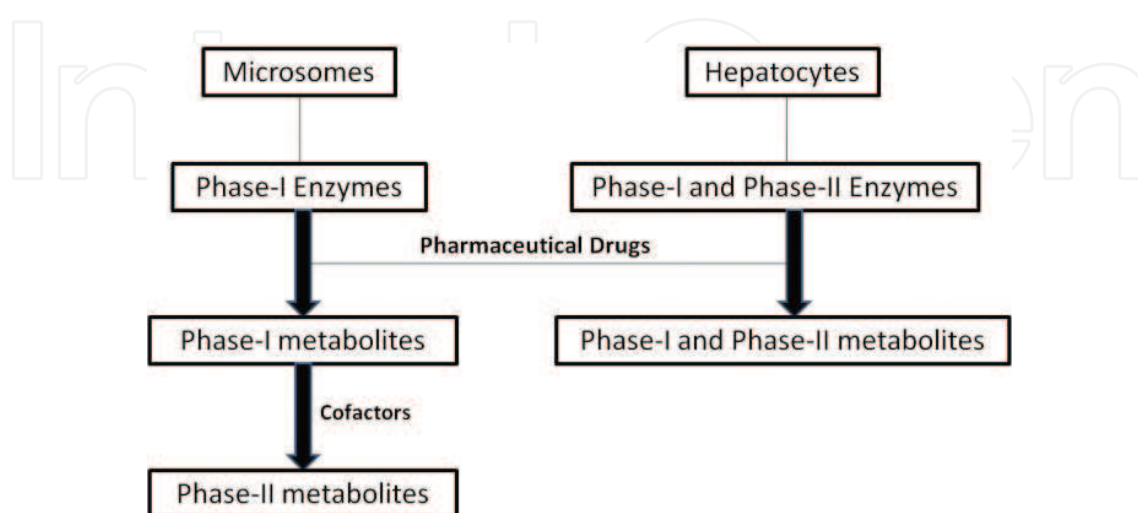 Microsomes
Hepatocytes
Phase-I Enzymes
Phase-I and Phase-II Enzymes
Pharmaceutical Drugs
Phase-I metabolites
Phase-I and Phase-II metabolites
Cofactors
Phase-II metabolites